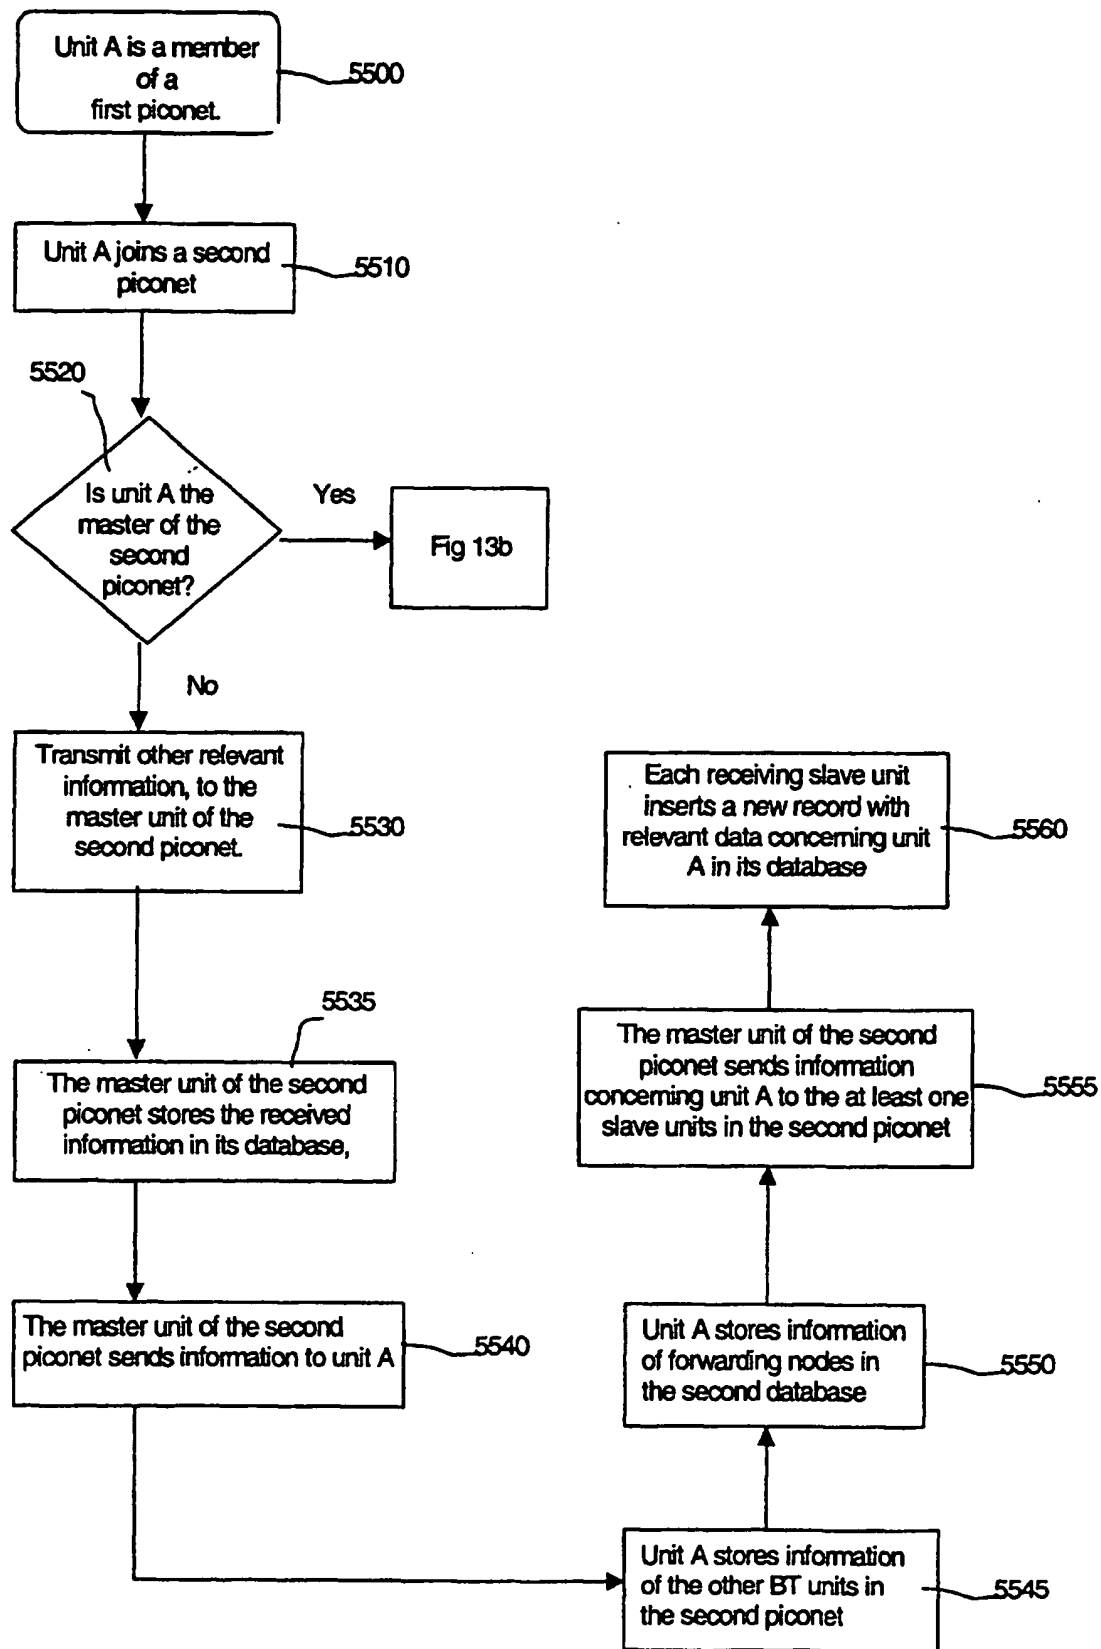 Unit A is a member
of a
first piconet.
5500
Unit A joins a second
piconet
5510
5520
Is unit A the
master of the
second
piconet?
Yes
Fig 13b
No
Transmit other relevant
information, to the
master unit of the
second piconet.
5530
5535
The master unit of the second
piconet stores the received
information in its database,
The master unit of the second
piconet sends information to unit A
5540
Unit A stores information
of the other BT units in
the second piconet
5545
Unit A stores information
of forwarding nodes in
the second database
5550
The master unit of the second
piconet sends information
concerning unit A to the at least one
slave units in the second piconet
5555
Each receiving slave unit
inserts a new record with
relevant data concerning unit
A in its database
5560